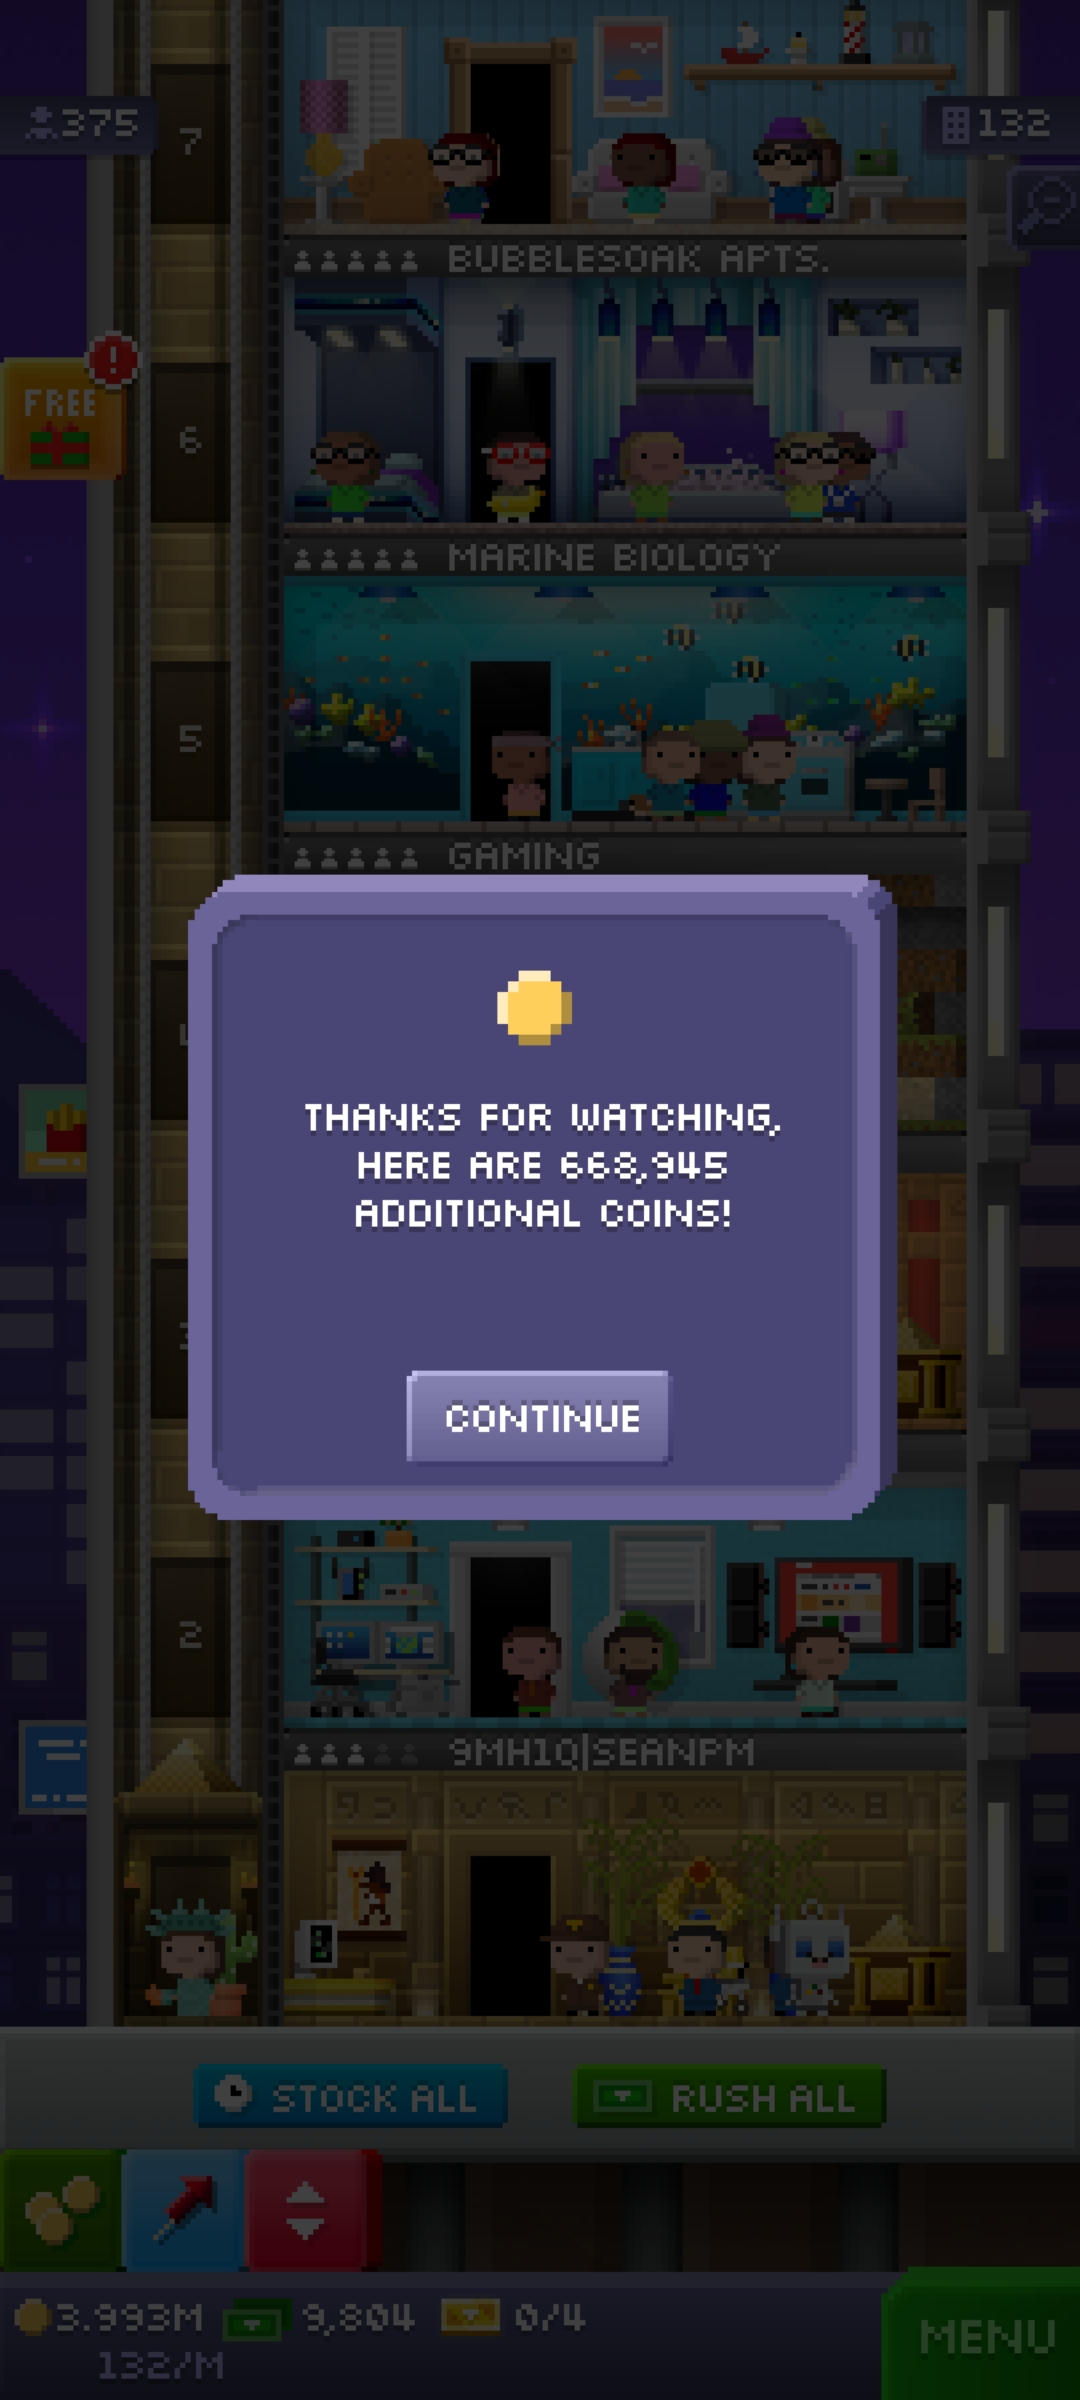 375
7
132
BUBBLESOAK APTS.
FREE
!
6
MARINE BIOLOGY
5
GAMING
THANKS FOR WATCHING,
HERE ARE 668,945
ADDITIONAL COINS!
CONTINUE
2
9MH1Q|SEANPM
STOCK ALL
RUSH ALL
3.993M
9,804
0/4
MENU
132/M